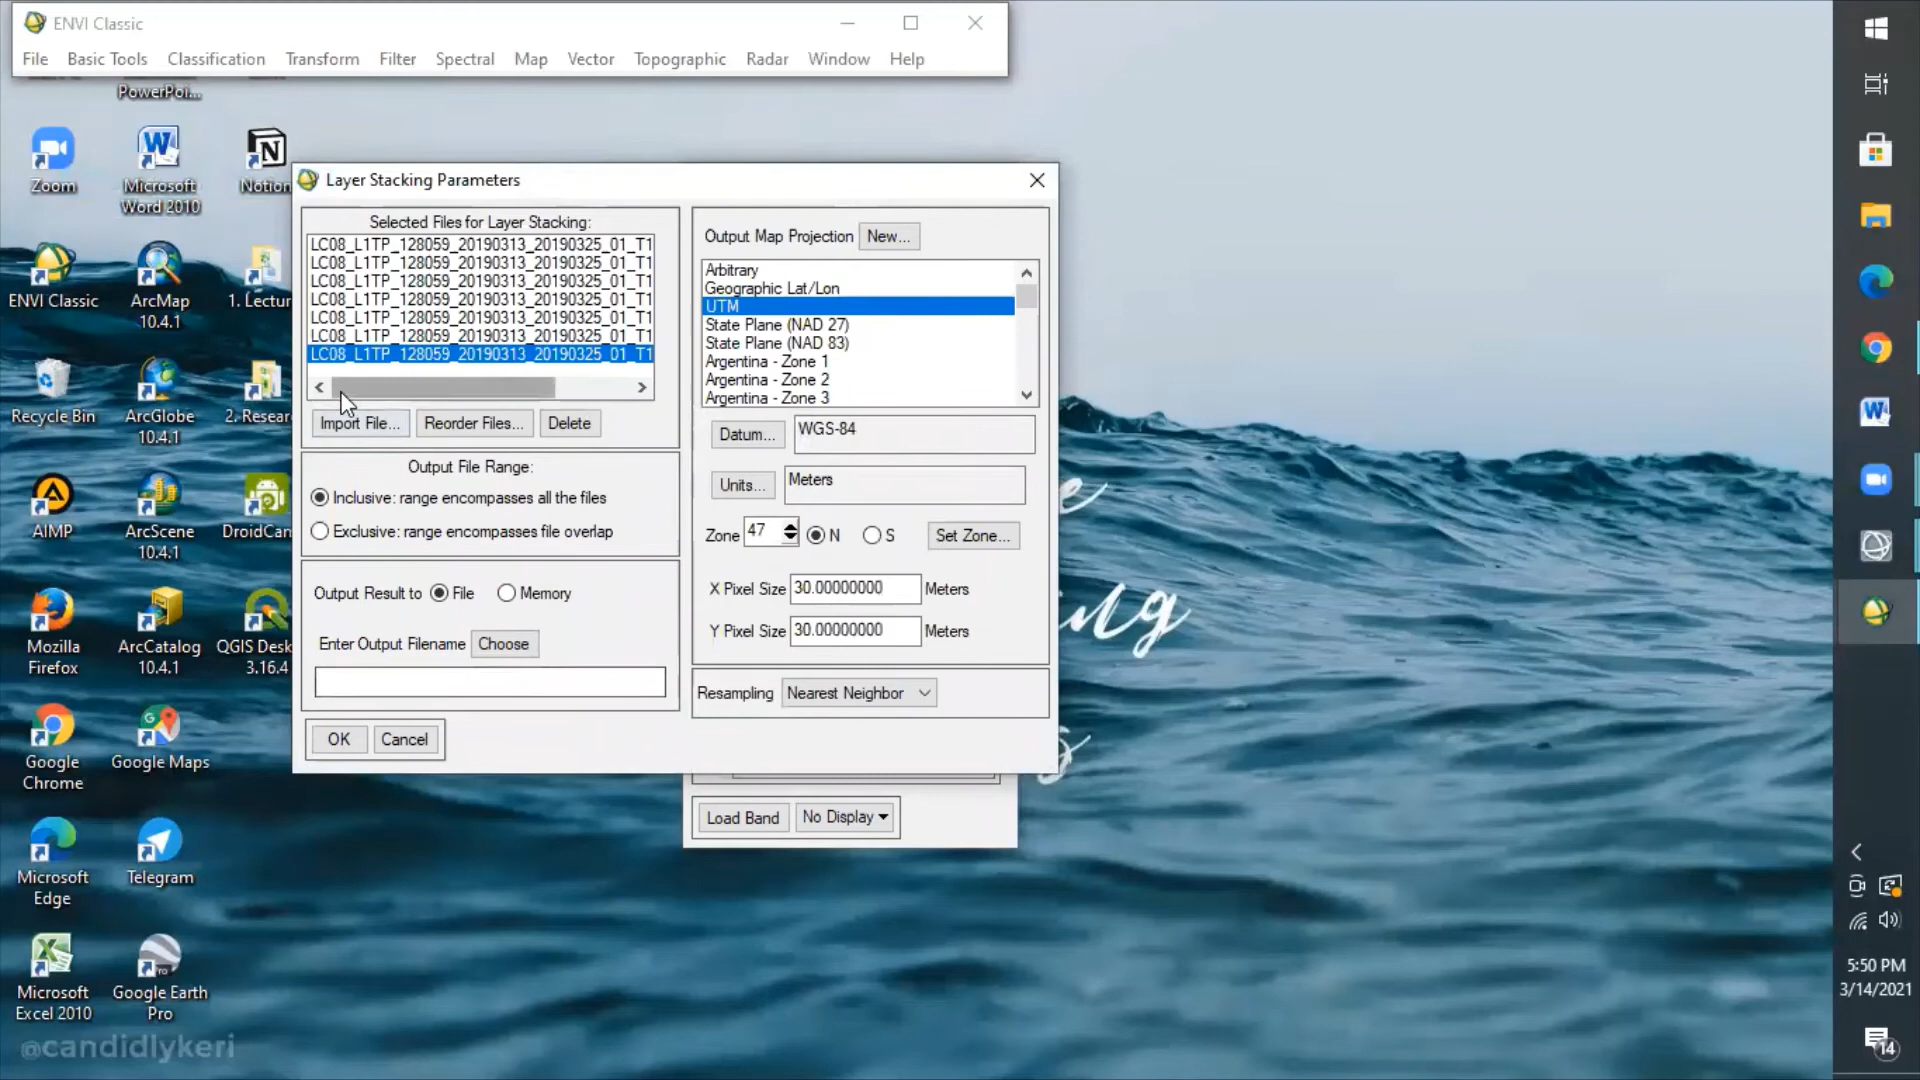 ENVI Classic
File Basic Tools Classification Transform Filter Spectral Map Vector Topographic Radar Window Help
PowerPoi...
Zoom
Microsoft
Word 2010
Notion
ENVI Classic
ArcMap
10.4.1
1. Lectur
Recycle Bin
ArcGlobe
10.4.1
2. Resear
AIMP
ArcScene
10.4.1
DroidCan
Mozilla
Firefox
ArcCatalog
10.4.1
QGIS Desk
3.16.4
Google
Chrome
Google Maps
Microsoft
Edge
Telegram
Microsoft
Excel 2010
Google Earth
Pro
@candidlykeri
Layer Stacking Parameters
Selected Files for Layer Stacking:
LC08_L1TP_128059_20190313_20190325_01_T1
LC08_L1TP_128059_20190313_20190325_01_T1
LC08_L1TP_128059_20190313_20190325_01_T1
LC08_L1TP_128059_20190313_20190325_01_T1
LC08_L1TP_128059_20190313_20190325_01_T1
LC08_L1TP_128059_20190313_20190325_01_T1
LC08_L1TP_128059_20190313_20190325_01_T1
Import File... Reorder Files... Delete
Output File Range:
Inclusive: range encompasses all the files
Exclusive: range encompasses file overlap
Output Result to File Memory
Enter Output Filename Choose
OK Cancel
Output Map Projection New...
Arbitrary
Geographic Lat/Lon
UTM
State Plane (NAD 27)
State Plane (NAD 83)
Argentina - Zone 1
Argentina - Zone 2
Argentina - Zone 3
Datum... WGS-84
Units... Meters
Zone 47 N S Set Zone...
X Pixel Size 30.00000000 Meters
Y Pixel Size 30.00000000 Meters
Resampling Nearest Neighbor
Load Band No Display
5:50 PM
3/14/2021
14